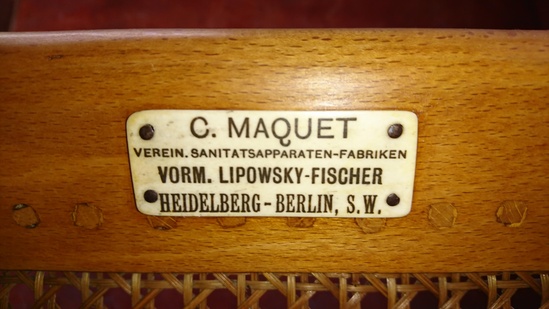 C. MAQUET
VEREIN. SANITATSAPPARATEN-FABRIKEN
VORM. LIPOWSKY-FISCHER
HEIDELBERG - BERLIN, S.W.